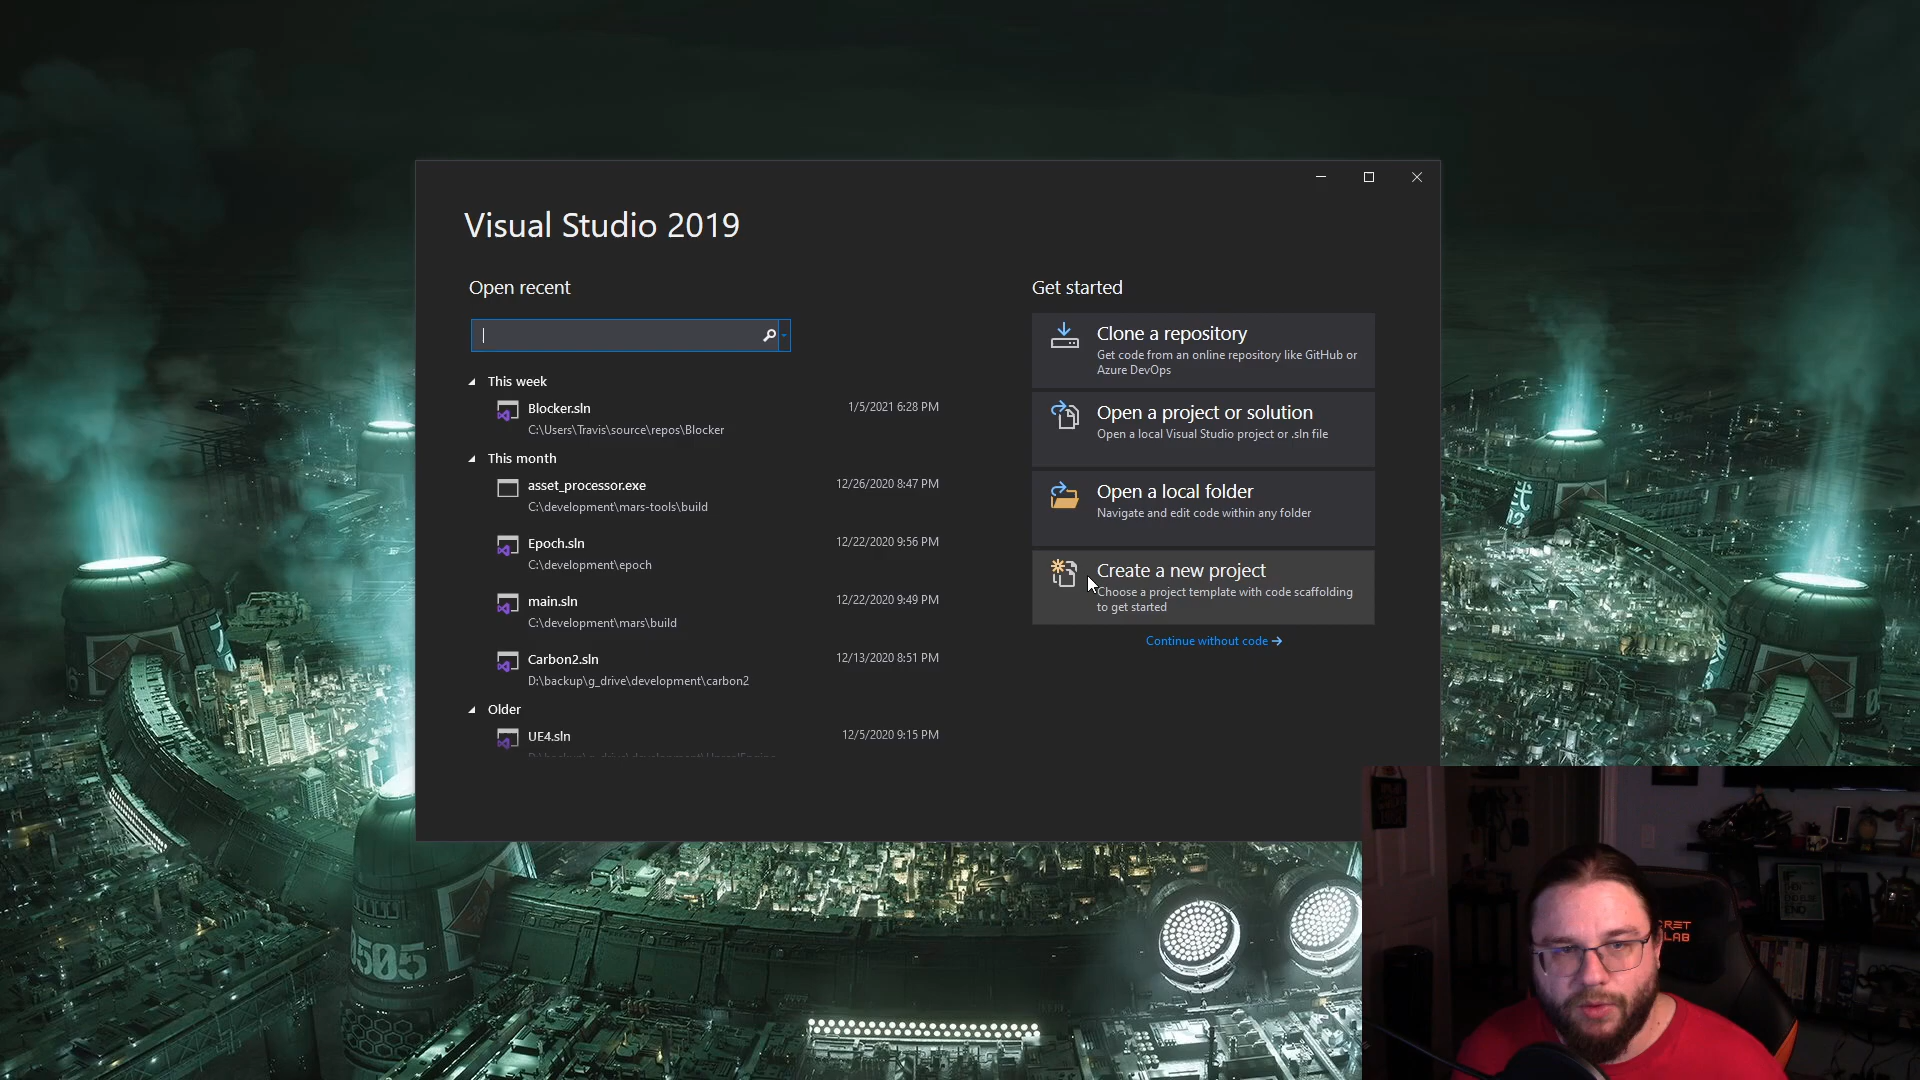 Visual Studio 2019
Open recent
This week
Blocker.sln
1/5/2021 6:28 PM
C:\Users\Travis\source\repos\Blocker
This month
asset_processor.exe
12/26/2020 8:47 PM
C:\development\mars-tools\build
Epoch.sln
12/22/2020 9:56 PM
C:\development\epoch
main.sln
12/22/2020 9:49 PM
C:\development\mars\build
Carbon2.sln
12/13/2020 8:51 PM
D:\backup\g_drive\development\carbon2
Older
UE4.sln
12/5/2020 9:15 PM
Get started
Clone a repository
Get code from an online repository like GitHub or
Azure DevOps
Open a project or solution
Open a local Visual Studio project or .sln file
Open a local folder
Navigate and edit code within any folder
Create a new project
Choose a project template with code scaffolding
to get started
Continue without code →
505
CRET
LAB